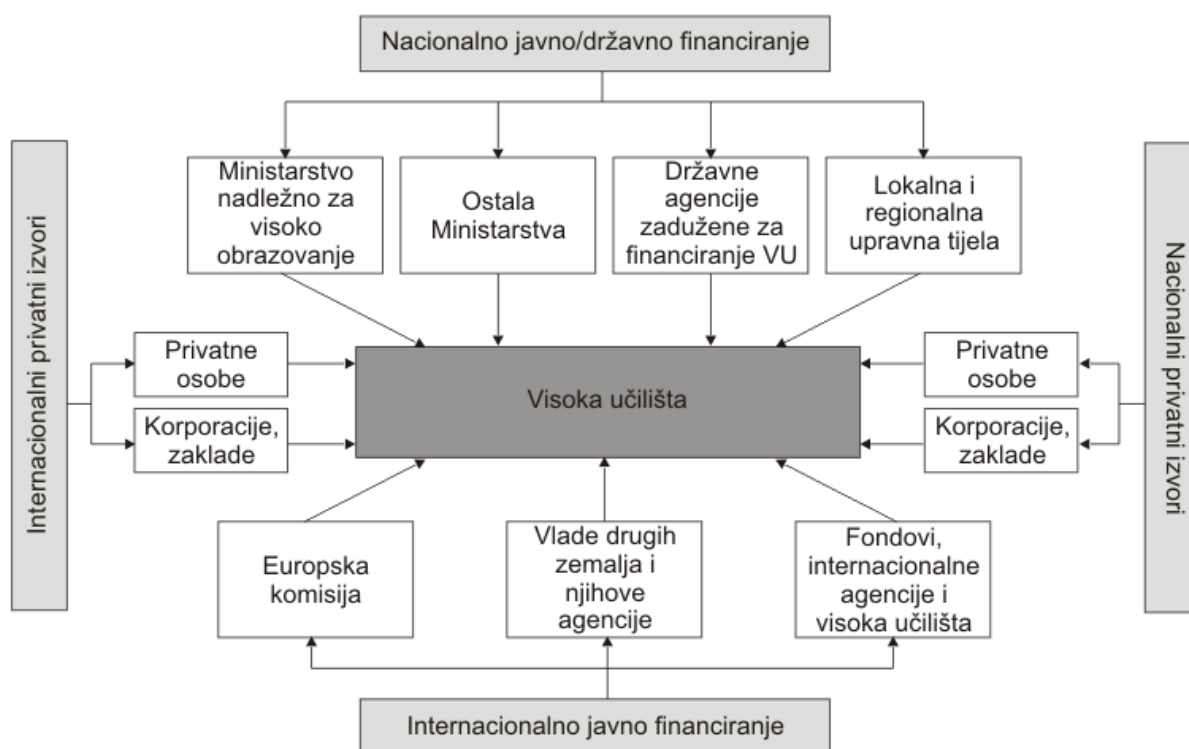 Nacionalno javno/državno financiranje
Ministarstvo
nadležno za
visoko
obrazovanje
Ostala
Ministarstva
Državne
agencije
zadužene za
financiranje VU
Lokalna i
regionalna
upravna tijela
Internacionalni privatni izvori
Privatne
osobe
Korporacije,
zaklade
Visoka učilišta
Privatne
osobe
Korporacije,
zaklade
Nacionalni privatni izvori
Europska
komisija
Vlade drugih
zemalja i
njihove
agencije
Fondovi,
internacionalne
agencije i
visoka učilišta
Internacionalno javno financiranje